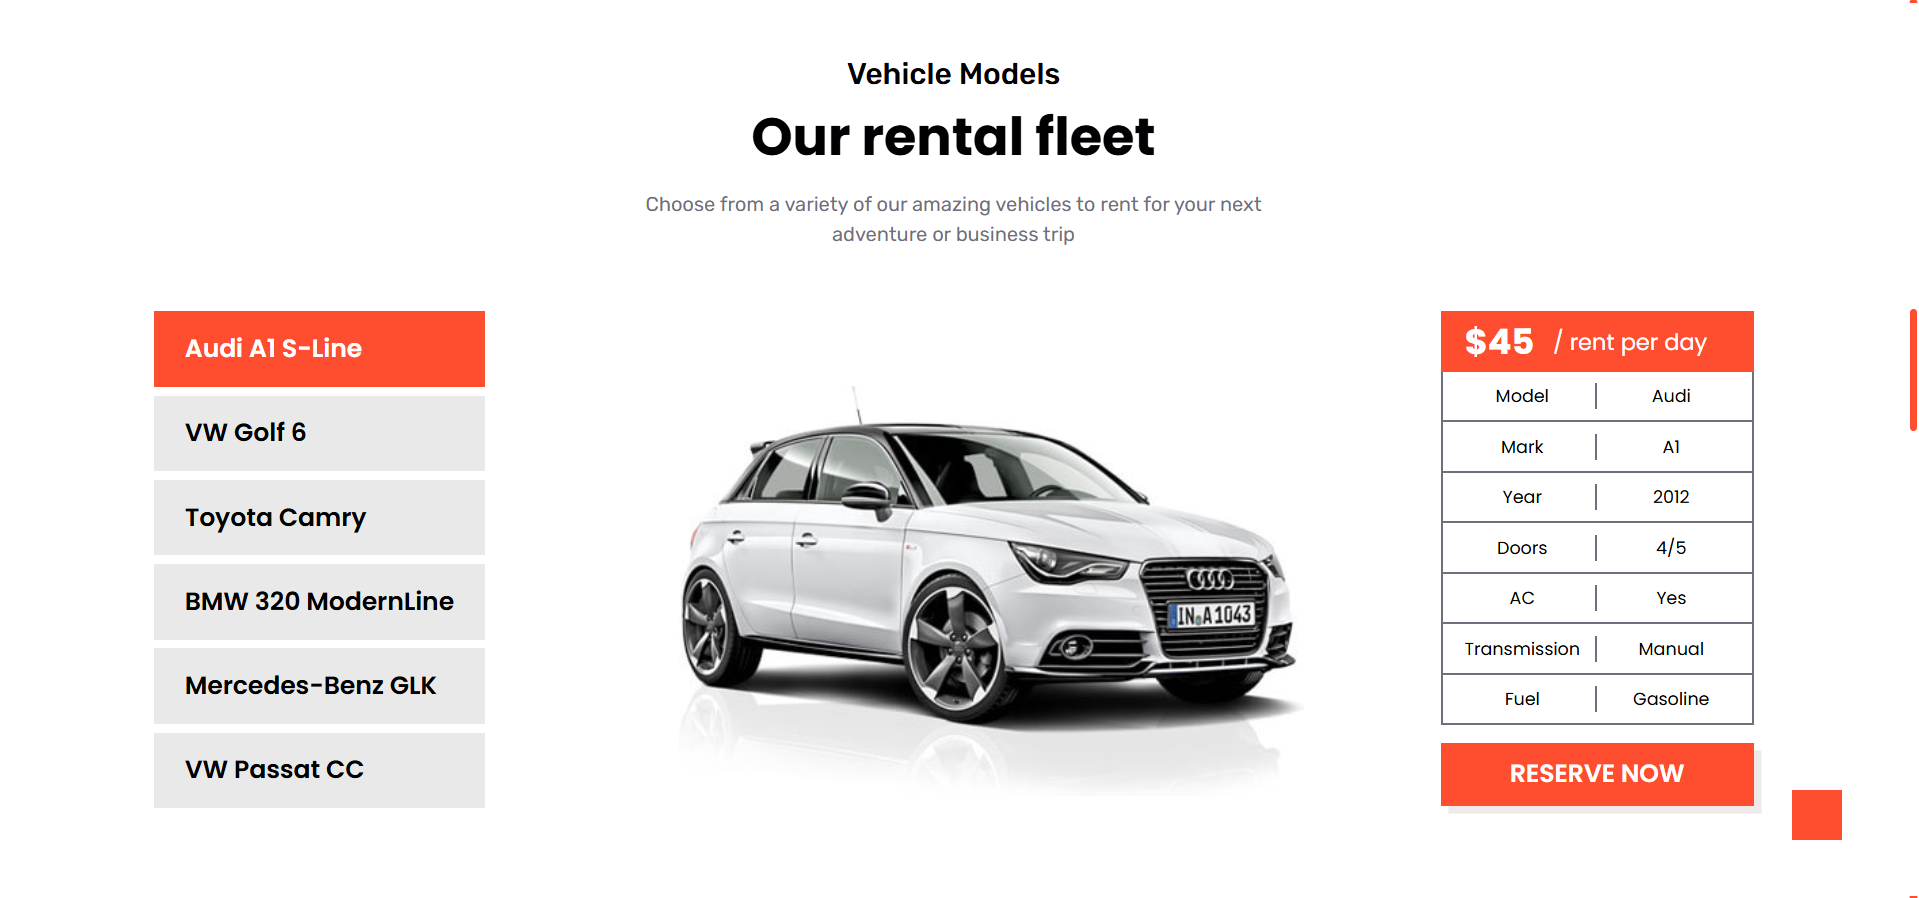 Vehicle Models
Our rental fleet
Choose from a variety of our amazing vehicles to rent for your next
adventure or business trip
Audi A1 S-Line
VW Golf 6
Toyota Camry
BMW 320 ModernLine
Mercedes-Benz GLK
VW Passat CC
IN A 1043
$45 / rent per day
Model | Audi
Mark | A1
Year | 2012
Doors | 4/5
AC | Yes
Transmission | Manual
Fuel | Gasoline
RESERVE NOW